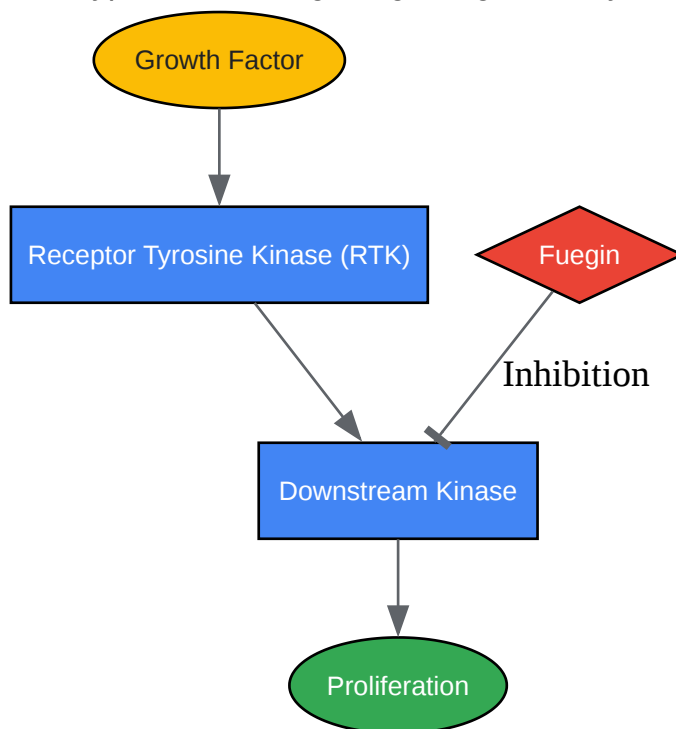 Growth Factor
Receptor Tyrosine Kinase (RTK)
Fuegin
Inhibition
Downstream Kinase
Proliferation